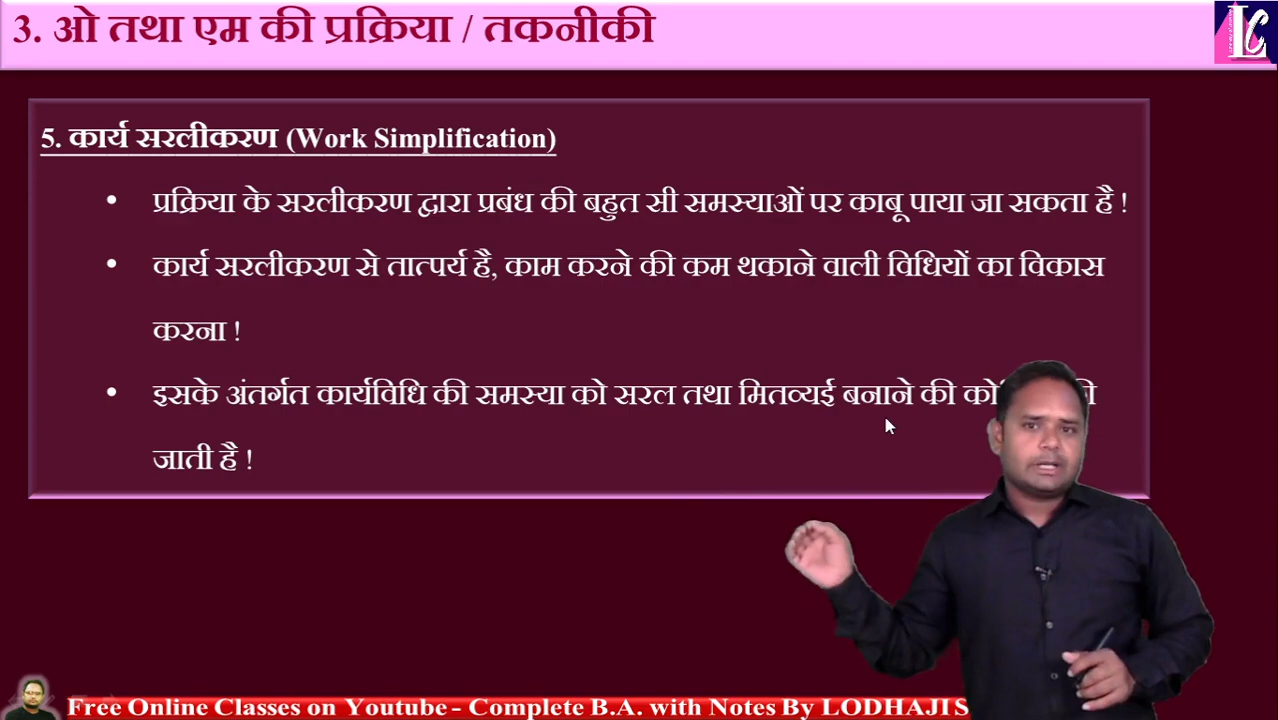 3. ओ तथा एम की प्रक्रिया / तकनीकी
LC
5. कार्य सरलीकरण (Work Simplification)
• प्रक्रिया के सरलीकरण द्वारा प्रबंध की बहुत सी समस्याओं पर काबू पाया जा सकता है !
• कार्य सरलीकरण से तात्पर्य है, काम करने की कम थकाने वाली विधियों का विकास
करना !
• इसके अंतर्गत कार्यविधि की समस्या को सरल तथा मितव्यई बनाने की
जाती है !
Free Online Classes on Youtube - Complete B.A. with Notes By LODHAJI S